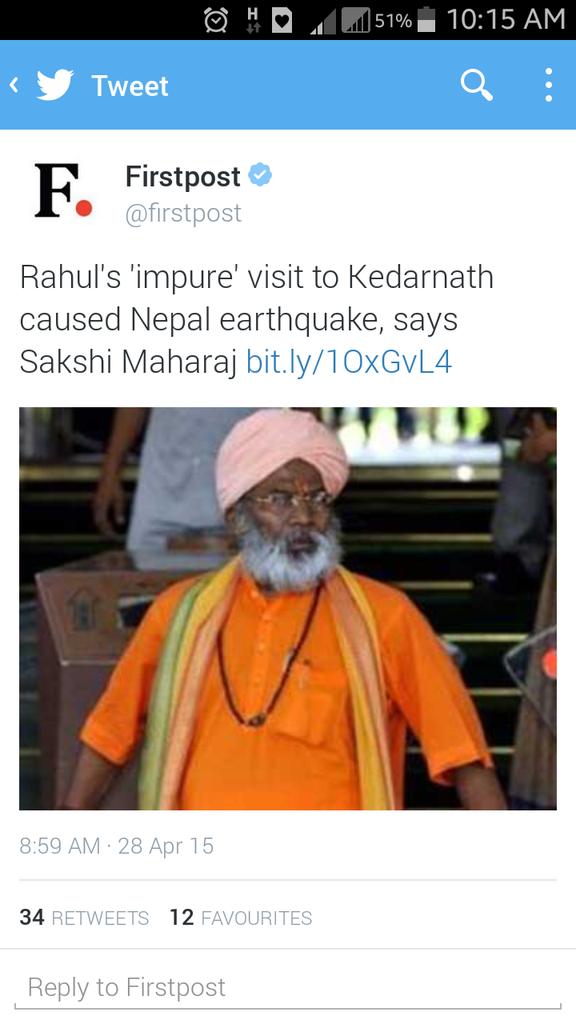 H 51% 10:15 AM
Tweet
F.
Firstpost
@firstpost
Rahul's 'impure' visit to Kedarnath
caused Nepal earthquake, says
Sakshi Maharaj bit.ly/1OxGvL4
8:59 AM · 28 Apr 15
34 RETWEETS 12 FAVOURITES
Reply to Firstpost